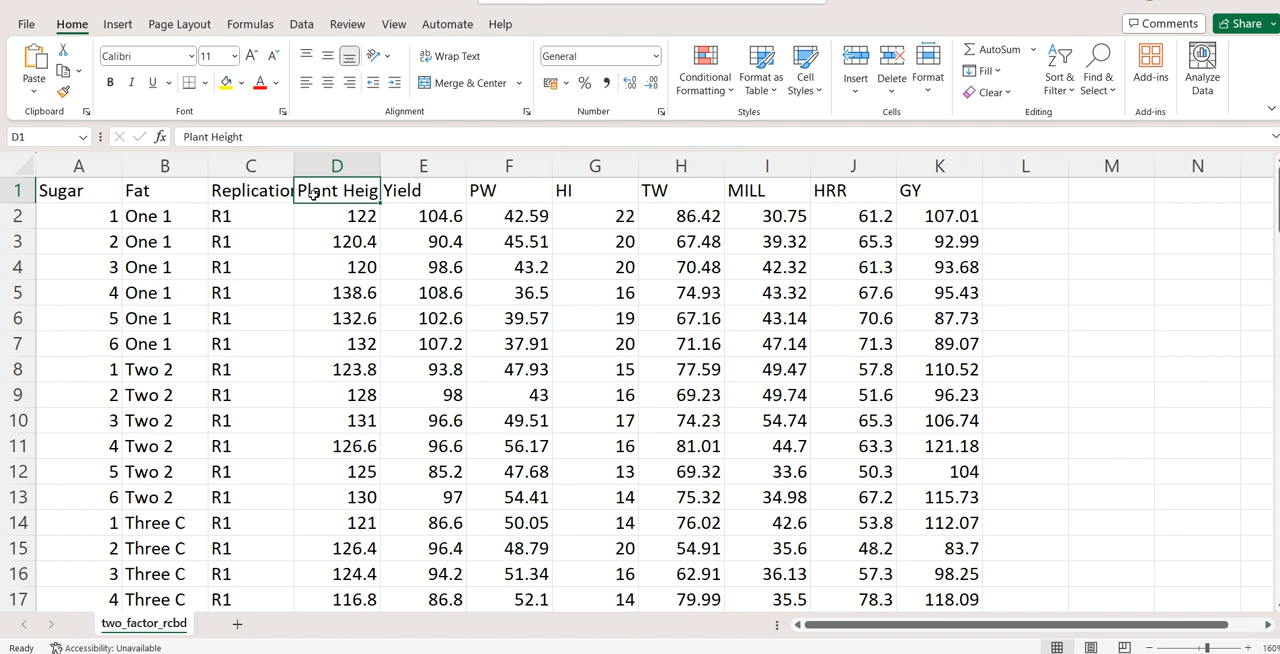 File Home Insert Page Layout Formulas Data Review View Automate Help Comments Share
Paste Calibri 11 A^ Aˇ Wrap Text General Conditional Formatting Format as Table Cell Styles Insert Delete Format AutoSum Fill Clear Sort & Filter Find & Select Add-ins Analyze Data
B I U A Merge & Center % , .00
Clipboard Font Alignment Number Styles Cells Editing Add-ins
D1 fx Plant Height
A B C D E F G H I J K L M N
1 Sugar Fat Replication Plant Heig Yield PW HI TW MILL HRR GY
2 1 One 1 R1 122 104.6 42.59 22 86.42 30.75 61.2 107.01
3 2 One 1 R1 120.4 90.4 45.51 20 67.48 39.32 65.3 92.99
4 3 One 1 R1 120 98.6 43.2 20 70.48 42.32 61.3 93.68
5 4 One 1 R1 138.6 108.6 36.5 16 74.93 43.32 67.6 95.43
6 5 One 1 R1 132.6 102.6 39.57 19 67.16 43.14 70.6 87.73
7 6 One 1 R1 132 107.2 37.91 20 71.16 47.14 71.3 89.07
8 1 Two 2 R1 123.8 93.8 47.93 15 77.59 49.47 57.8 110.52
9 2 Two 2 R1 128 98 43 16 69.23 49.74 51.6 96.23
10 3 Two 2 R1 131 96.6 49.51 17 74.23 54.74 65.3 106.74
11 4 Two 2 R1 126.6 96.6 56.17 16 81.01 44.7 63.3 121.18
12 5 Two 2 R1 125 85.2 47.68 13 69.32 33.6 50.3 104
13 6 Two 2 R1 130 97 54.41 14 75.32 34.98 67.2 115.73
14 1 Three C R1 121 86.6 50.05 14 76.02 42.6 53.8 112.07
15 2 Three C R1 126.4 96.4 48.79 20 54.91 35.6 48.2 83.7
16 3 Three C R1 124.4 94.2 51.34 16 62.91 36.13 57.3 98.25
17 4 Three C R1 116.8 86.8 52.1 14 79.99 35.5 78.3 118.09
two_factor_rcbd
Ready Accessibility: Unavailable 160%